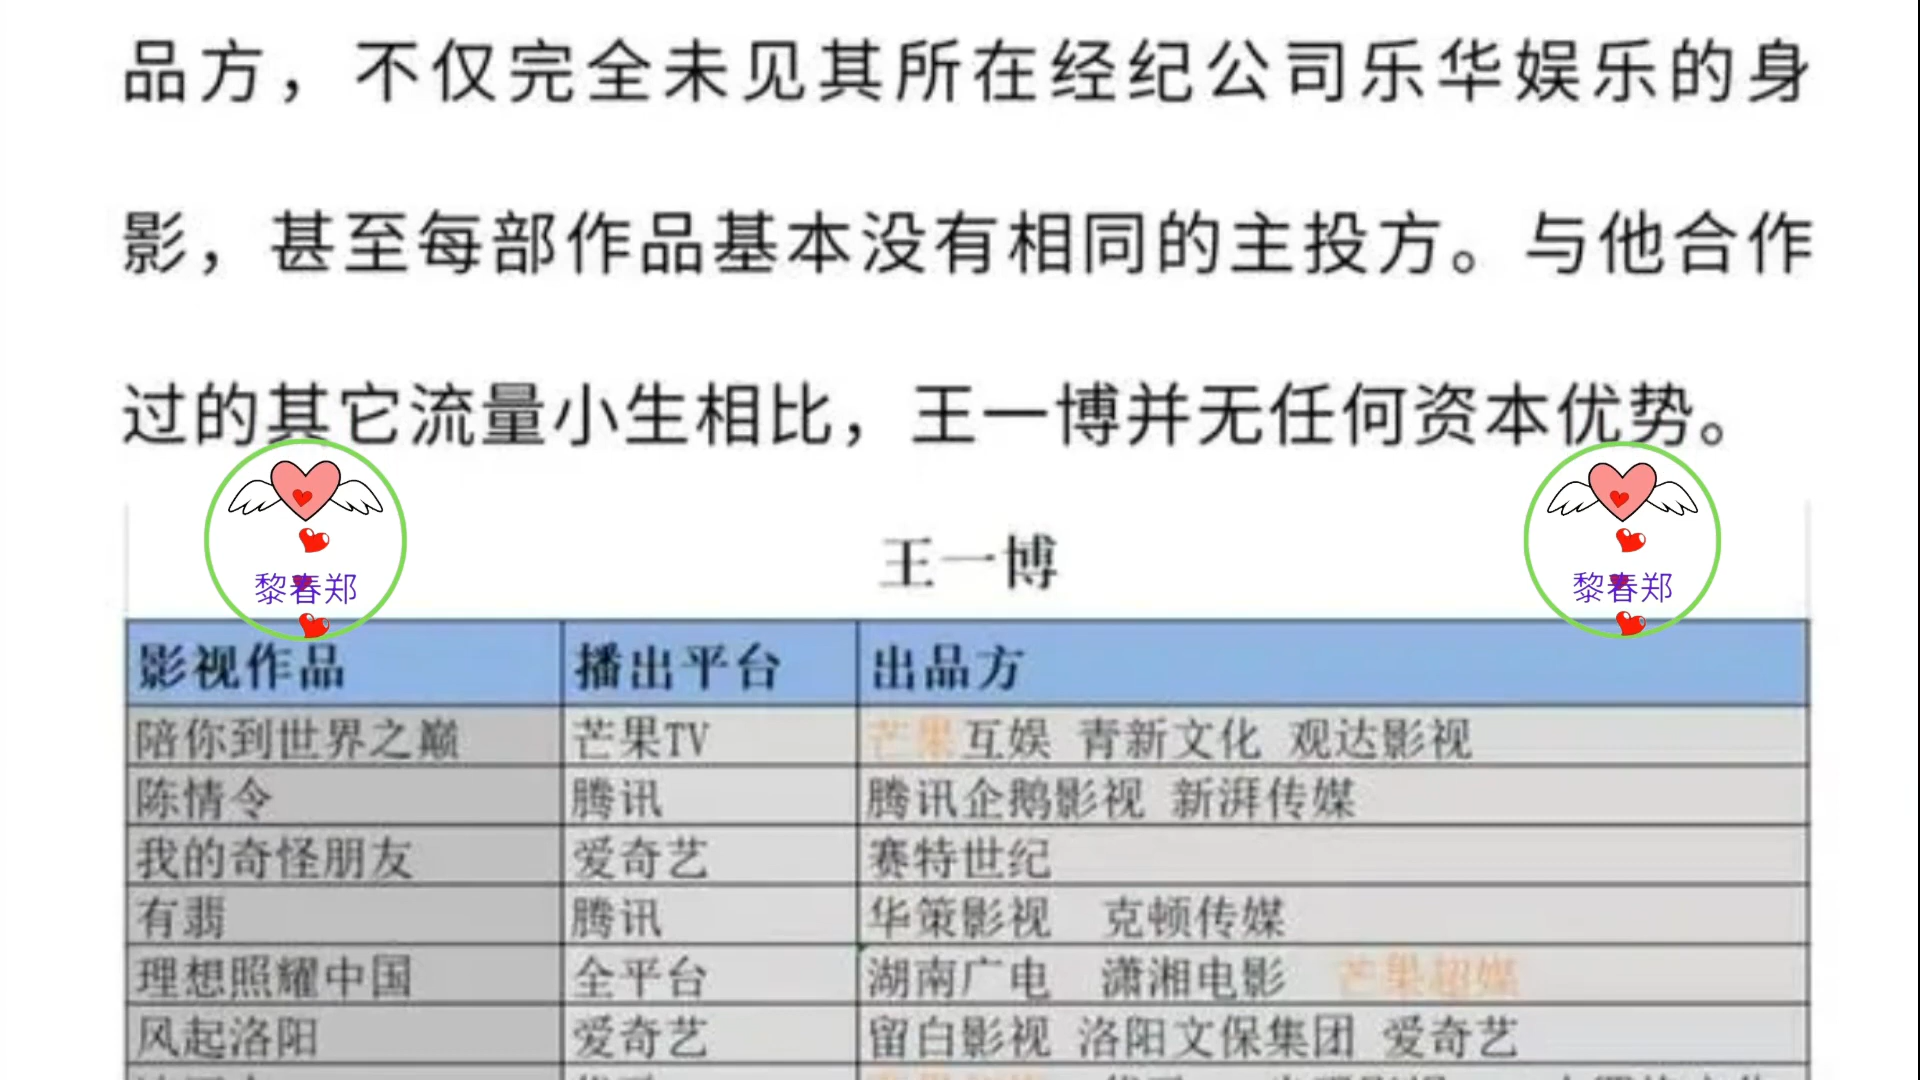 品方，不仅完全未见其所在经纪公司乐华娱乐的身
影，甚至每部作品基本没有相同的主投方。与他合作
过的其它流量小生相比，王一博并无任何资本优势。
黎春郑
黎春郑
王一博
影视作品 播出平台 出品方
陪你到世界之巅 芒果TV 芒果互娱 青新文化 观达影视
陈情令 腾讯 腾讯企鹅影视 新湃传媒
我的奇怪朋友 爱奇艺 赛特世纪
有翡 腾讯 华策影视 克顿传媒
理想照耀中国 全平台 湖南广电 潇湘电影 芒果超媒
风起洛阳 爱奇艺 留白影视 洛阳文保集团 爱奇艺